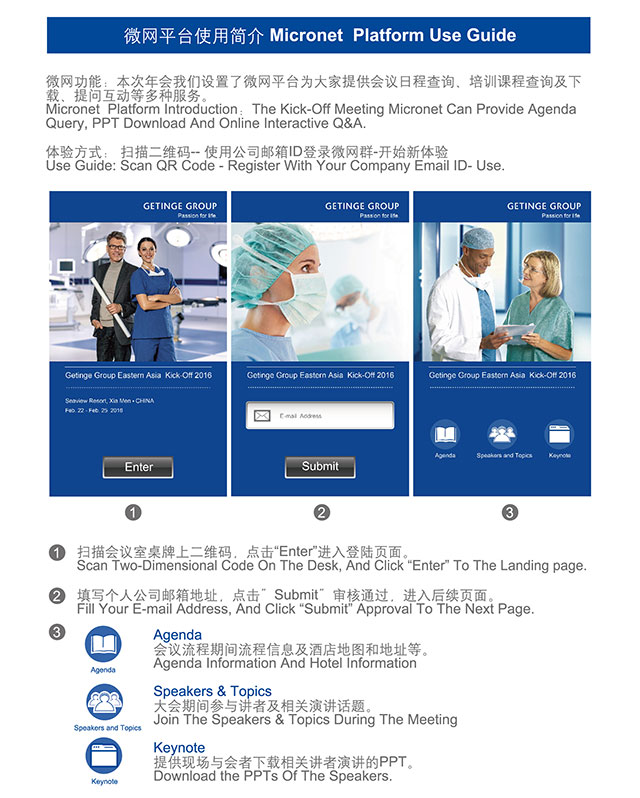 微网平台使用简介 Micronet Platform Use Guide
微网功能：本次年会我们设置了微网平台为大家提供会议日程查询、培训课程查询及下
载、提问互动等多种服务。
Micronet Platform Introduction：The Kick-Off Meeting Micronet Can Provide Agenda
Query, PPT Download And Online Interactive Q&A.
体验方式： 扫描二维码-- 使用公司邮箱ID登录微网群-开始新体验
Use Guide: Scan QR Code - Register With Your Company Email ID- Use.
GETINGE GROUP
Passion for life.
Getinge Group Eastern Asia Kick-Off 2016
Seaview Resort, Xia Men • CHINA
Feb. 22 - Feb. 25. 2016
Enter
1
GETINGE GROUP
Passion for life.
Getinge Group Eastern Asia Kick-Off 2016
E-mail Address
Submit
2
GETINGE GROUP
Passion for life.
Getinge Group Eastern Asia Kick-Off 2016
Agenda
Speakers and Topics
Keynote
3
1 扫描会议室桌牌上二维码，点击“Enter”进入登陆页面。
Scan Two-Dimensional Code On The Desk, And Click “Enter” To The Landing page.
2 填写个人公司邮箱地址，点击”Submit”审核通过，进入后续页面。
Fill Your E-mail Address, And Click “Submit” Approval To The Next Page.
3
Agenda
Agenda
会议流程期间流程信息及酒店地图和地址等。
Agenda Information And Hotel Information
Speakers and Topics
Speakers & Topics
大会期间参与讲者及相关演讲话题。
Join The Speakers & Topics During The Meeting
Keynote
Keynote
提供现场与会者下载相关讲者演讲的PPT。
Download the PPTs Of The Speakers.